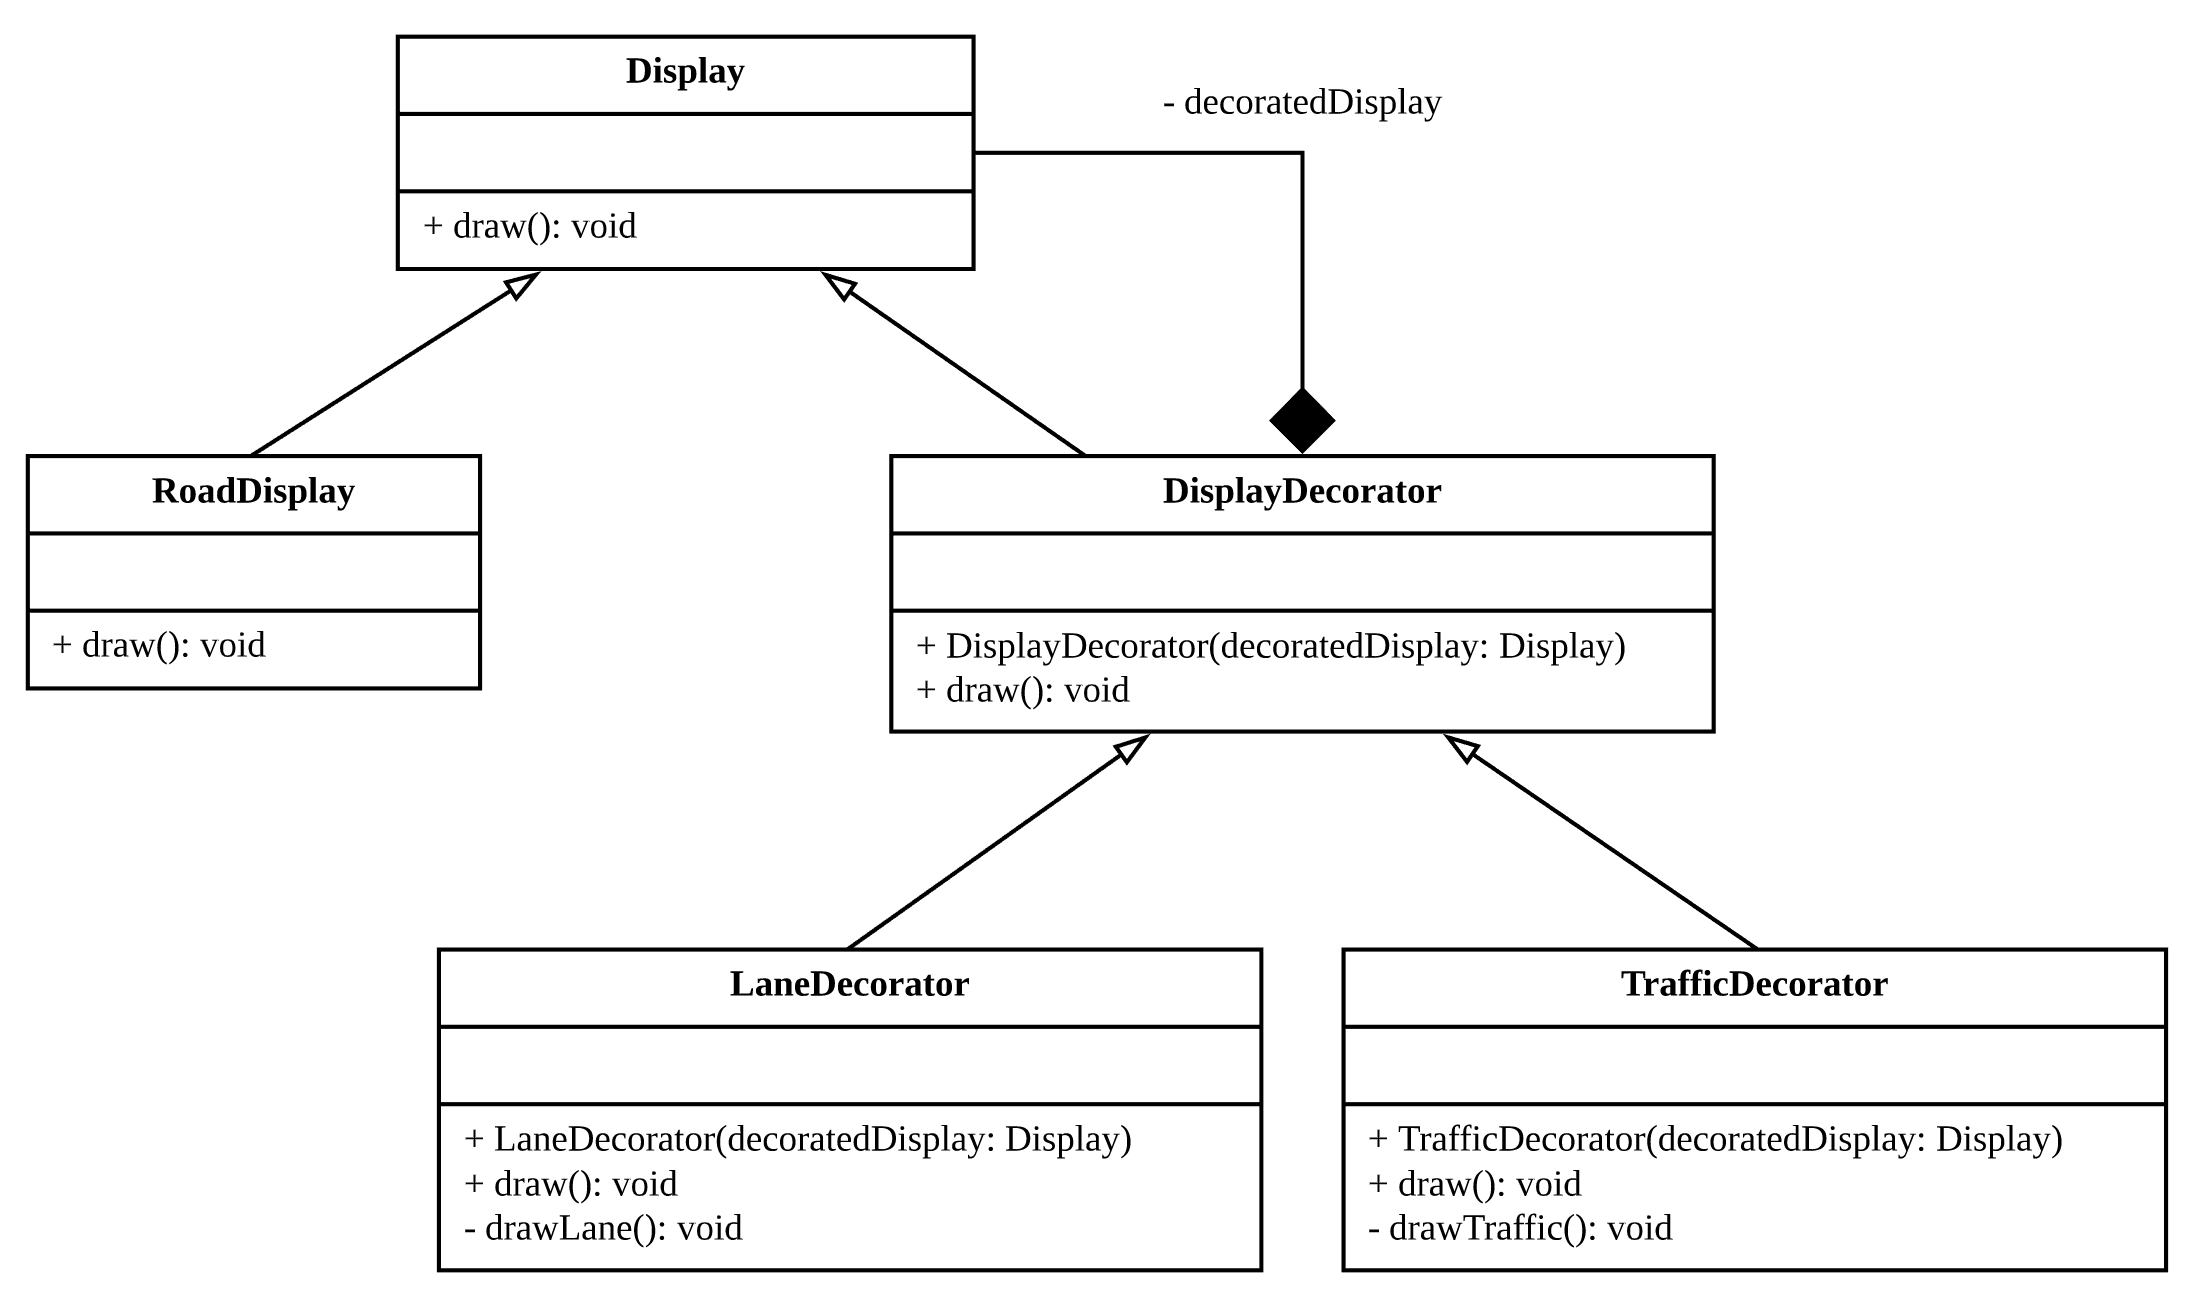 Display
- decoratedDisplay
+ draw(): void
RoadDisplay
+ draw(): void
DisplayDecorator
+ DisplayDecorator(decoratedDisplay: Display)
+ draw(): void
LaneDecorator
+ LaneDecorator(decoratedDisplay: Display)
+ draw(): void
- drawLane(): void
TrafficDecorator
+ TrafficDecorator(decoratedDisplay: Display)
+ draw(): void
- drawTraffic(): void